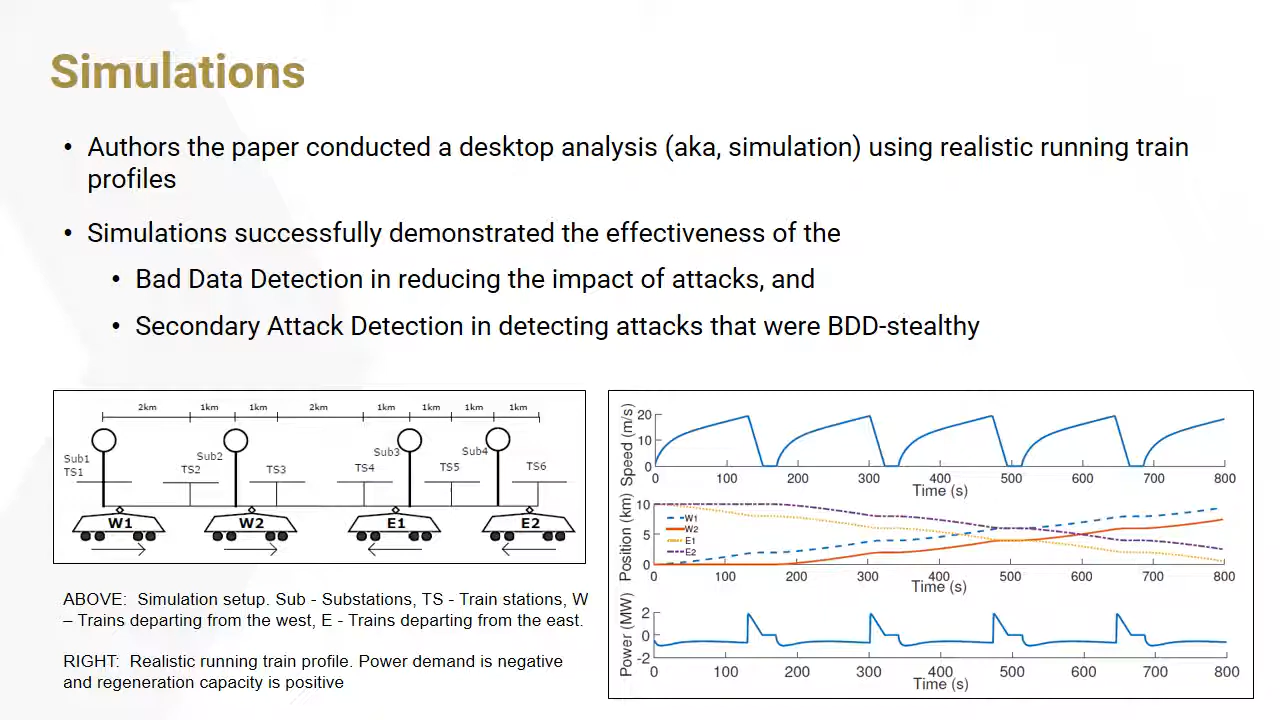 Simulations
• Authors the paper conducted a desktop analysis (aka, simulation) using realistic running train
profiles
• Simulations successfully demonstrated the effectiveness of the
• Bad Data Detection in reducing the impact of attacks, and
• Secondary Attack Detection in detecting attacks that were BDD-stealthy
2km 1km 1km 2km 1km 1km 1km 1km
Sub1 Sub2 Sub3 Sub4
TS1 TS2 TS3 TS4 TS5 TS6
W1 W2 E1 E2
ABOVE: Simulation setup. Sub - Substations, TS - Train stations, W
– Trains departing from the west, E - Trains departing from the east.
RIGHT: Realistic running train profile. Power demand is negative
and regeneration capacity is positive
Speed (m/s)
20
10
0
0 100 200 300 400 500 600 700 800
Time (s)
Position (km)
10
5
0
W1
W2
E1
E2
0 100 200 300 400 500 600 700 800
Time (s)
Power (MW)
2
0
-2
0 100 200 300 400 500 600 700 800
Time (s)